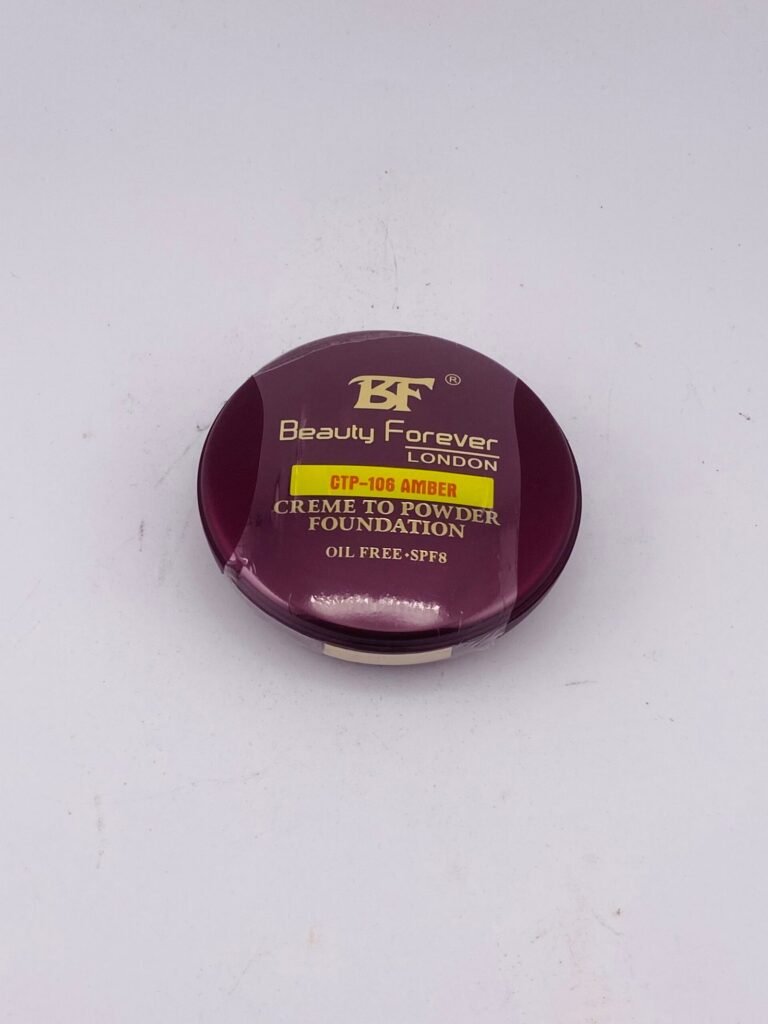 BF ®
Beauty Forever
LONDON
CTP-106 AMBER
CREME TO POWDER
FOUNDATION
OIL FREE•SPF8